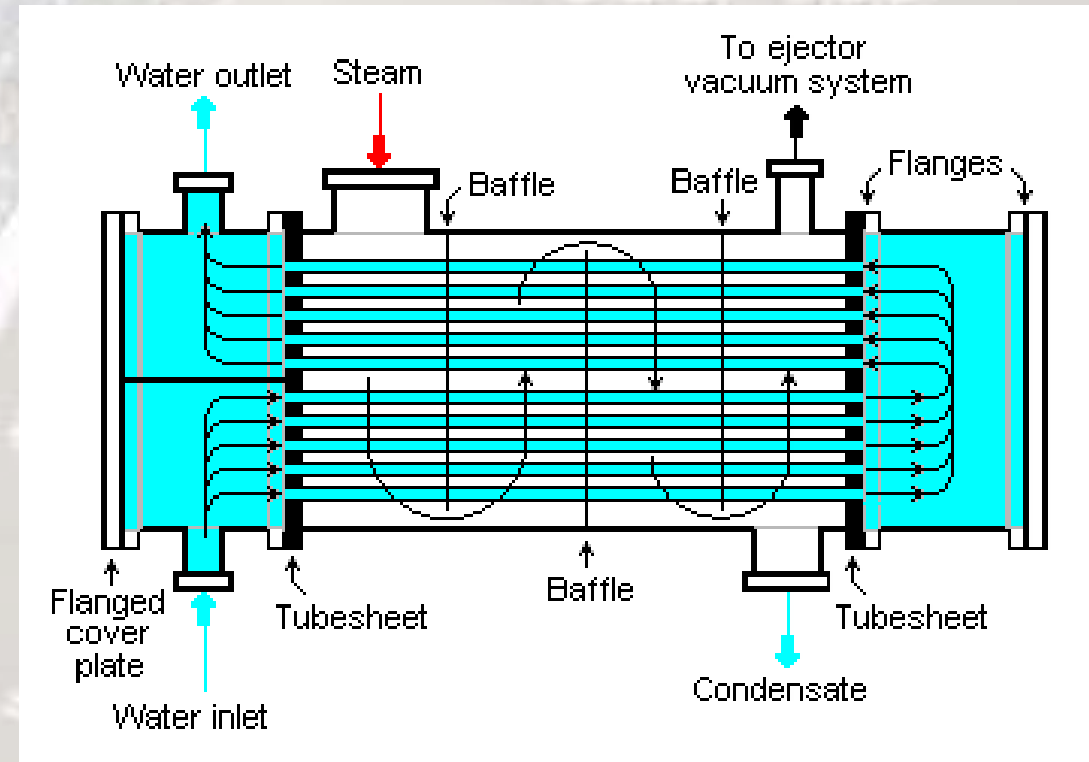 To ejector
vacuum system
Water outlet
Steam
Flanges
Baffle
Baffle
Flanged
cover
plate
Tubesheet
Baffle
Tubesheet
Condensate
Water inlet